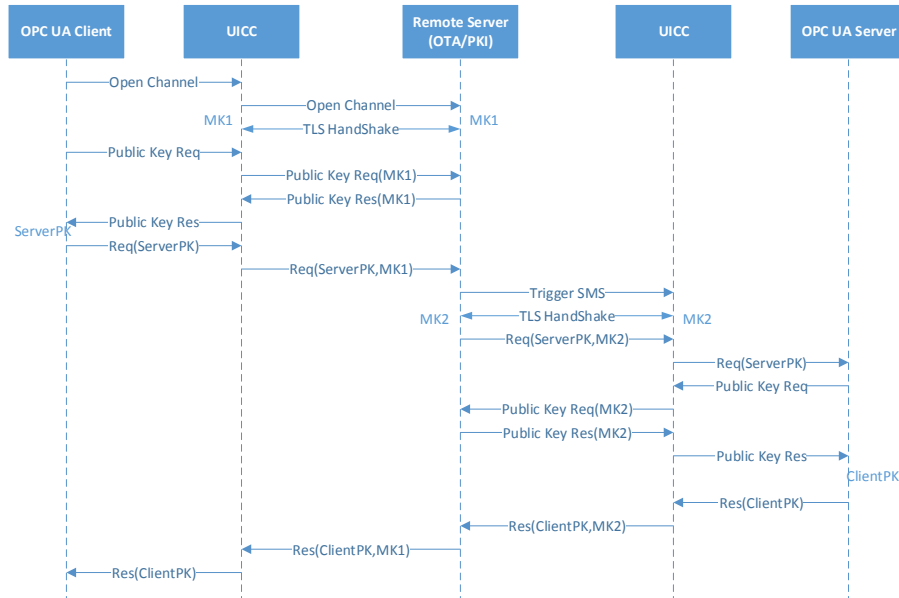 OPC UA Client
UICC
Remote Server
(OTA/PKI)
UICC
OPC UA Server
Open Channel
Open Channel
MK1
TLS HandShake
MK1
Public Key Req
Public Key Req(MK1)
Public Key Res(MK1)
Public Key Res
ServerPK
Req(ServerPK)
Req(ServerPK,MK1)
Trigger SMS
MK2
TLS HandShake
MK2
Req(ServerPK,MK2)
Req(ServerPK)
Public Key Req
Public Key Req(MK2)
Public Key Res(MK2)
Public Key Res
ClientPK
Res(ClientPK)
Res(ClientPK,MK2)
Res(ClientPK,MK1)
Res(ClientPK)